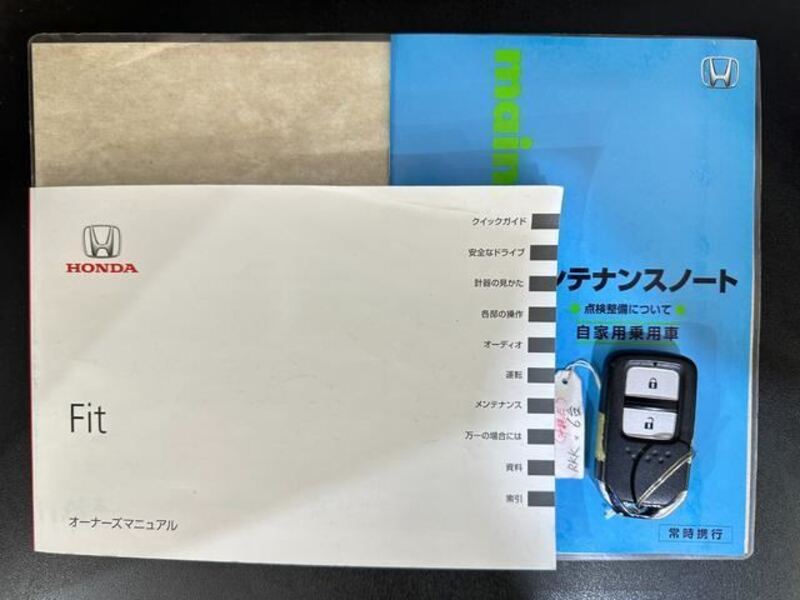 HONDA
Fit
オーナーズマニュアル
クイックガイド
安全なドライブ
計器の見かた
各部の操作
オーディオ
運転
メンテナンス
万一の場合には
資料
索引
main
ンテナンスノート
点検整備について
自家用乗用車
常時携行